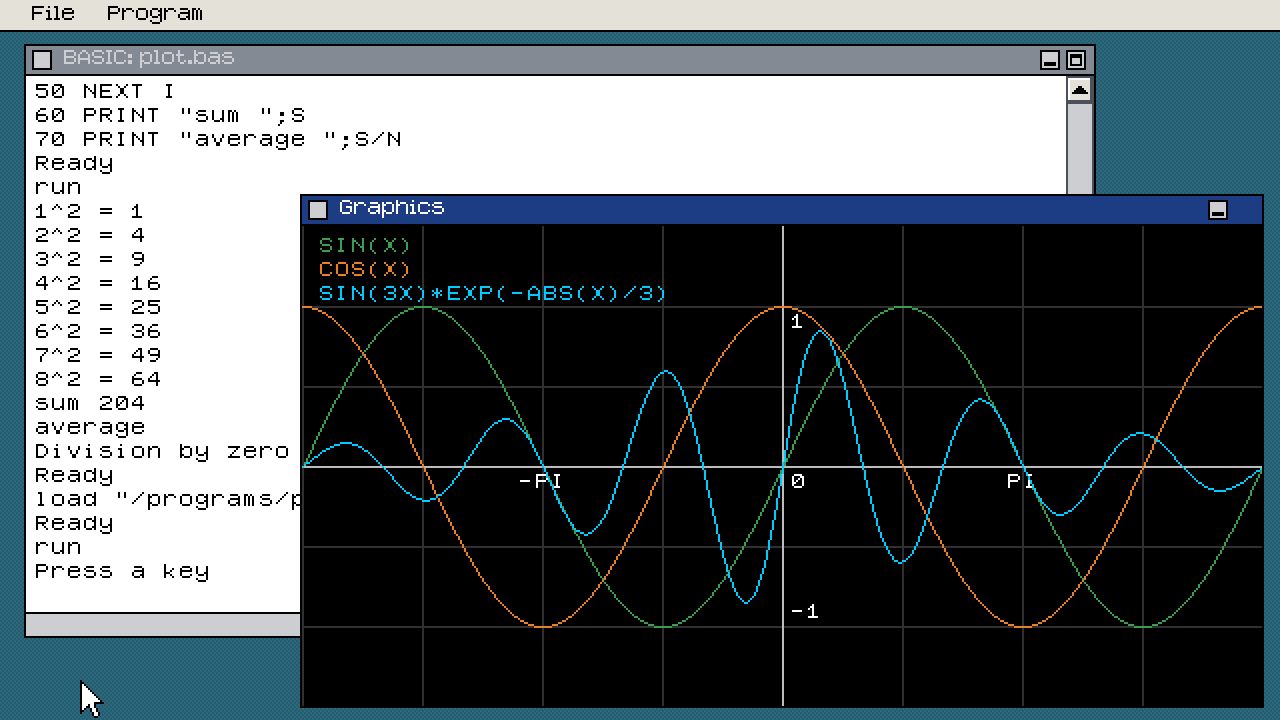 File Program
BASIC: plot.bas
50 NEXT I
60 PRINT "sum ";S
70 PRINT "average ";S/N
Ready
run
1^2 = 1
2^2 = 4
3^2 = 9
4^2 = 16
5^2 = 25
6^2 = 36
7^2 = 49
8^2 = 64
sum 204
average
Division by zero
Ready
load "/programs/p
Ready
run
Press a key
Graphics
SIN(X)
COS(X)
SIN(3X)*EXP(-ABS(X)/3)
1
-PI
0
PI
-1